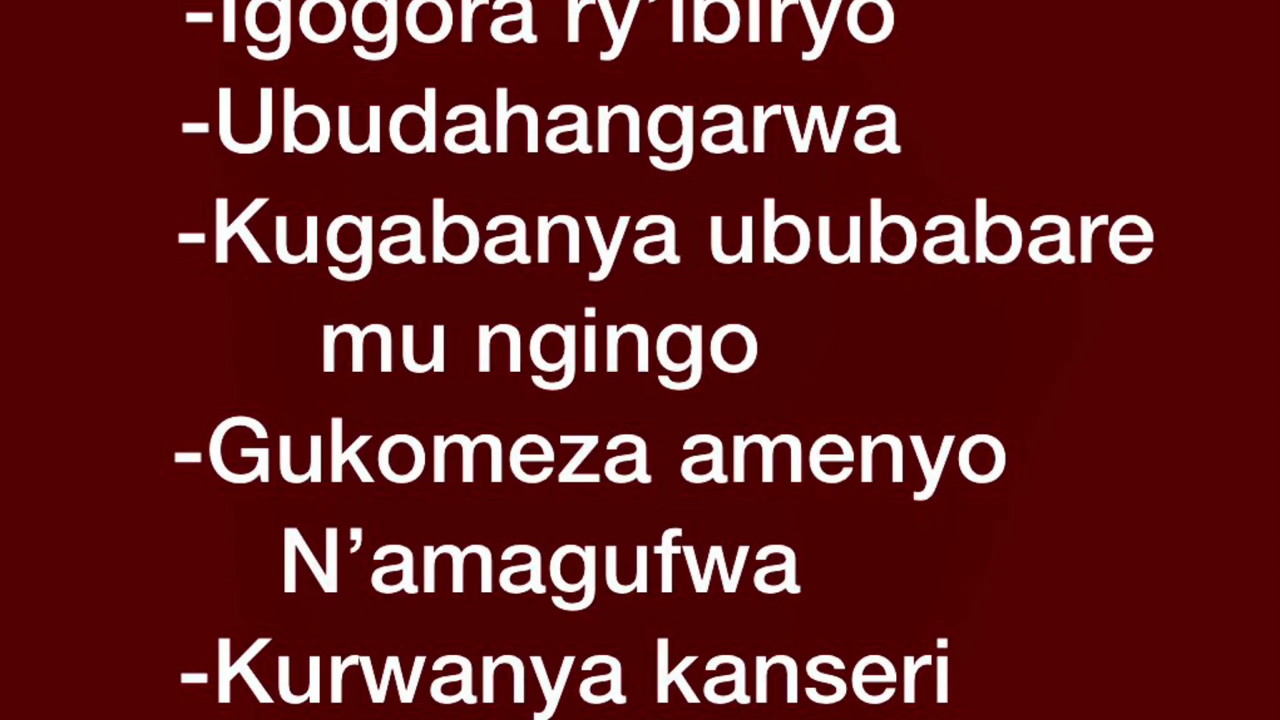 -Igogora ry’ibiryo
-Ubudahangarwa
-Kugabanya ububabare
mu ngingo
-Gukomeza amenyo
N’amagufwa
-Kurwanya kanseri